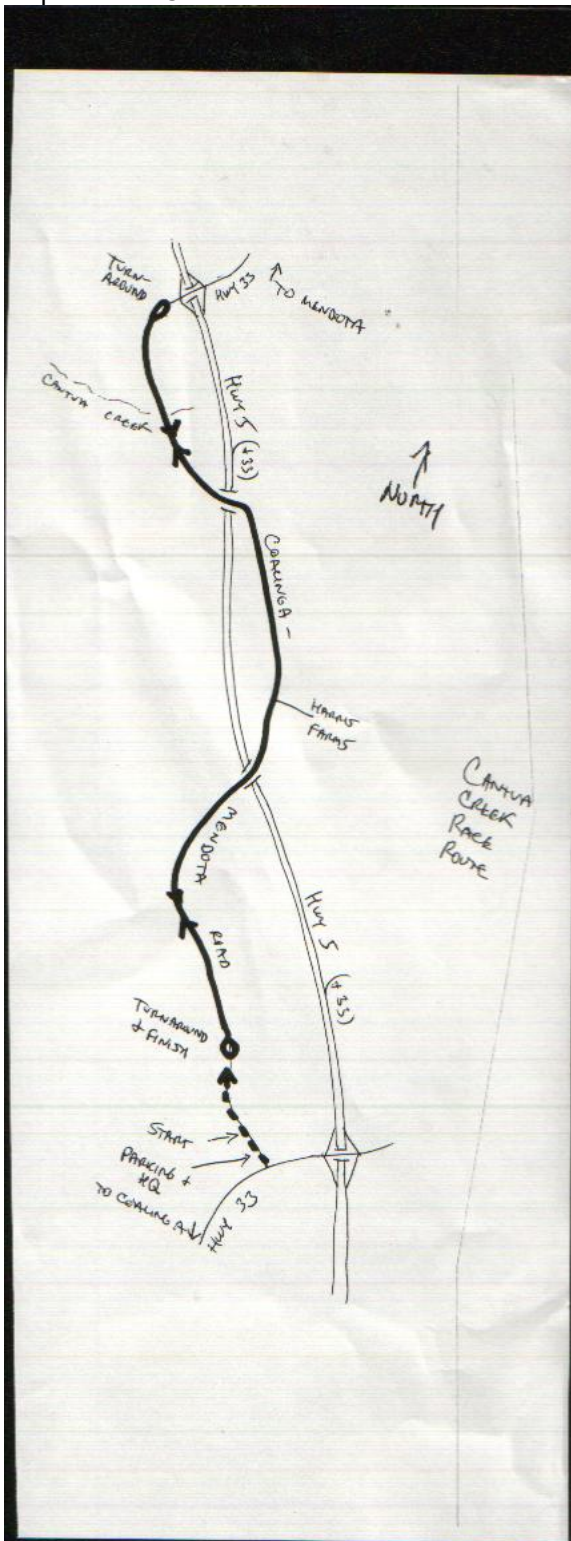 TURN-
AROUND
HWY 33
TO MENDOTA
CANTUA CREEK
HWY 5 (+33)
NORTH
COALINGA -
HARRIS
FARMS
CANTUA
CREEK
RACE
ROUTE
MENDOTA
ROAD
HWY 5 (+33)
TURNAROUND
+ FINISH
START
PARKING +
HQ
TO COALINGA
HWY 33